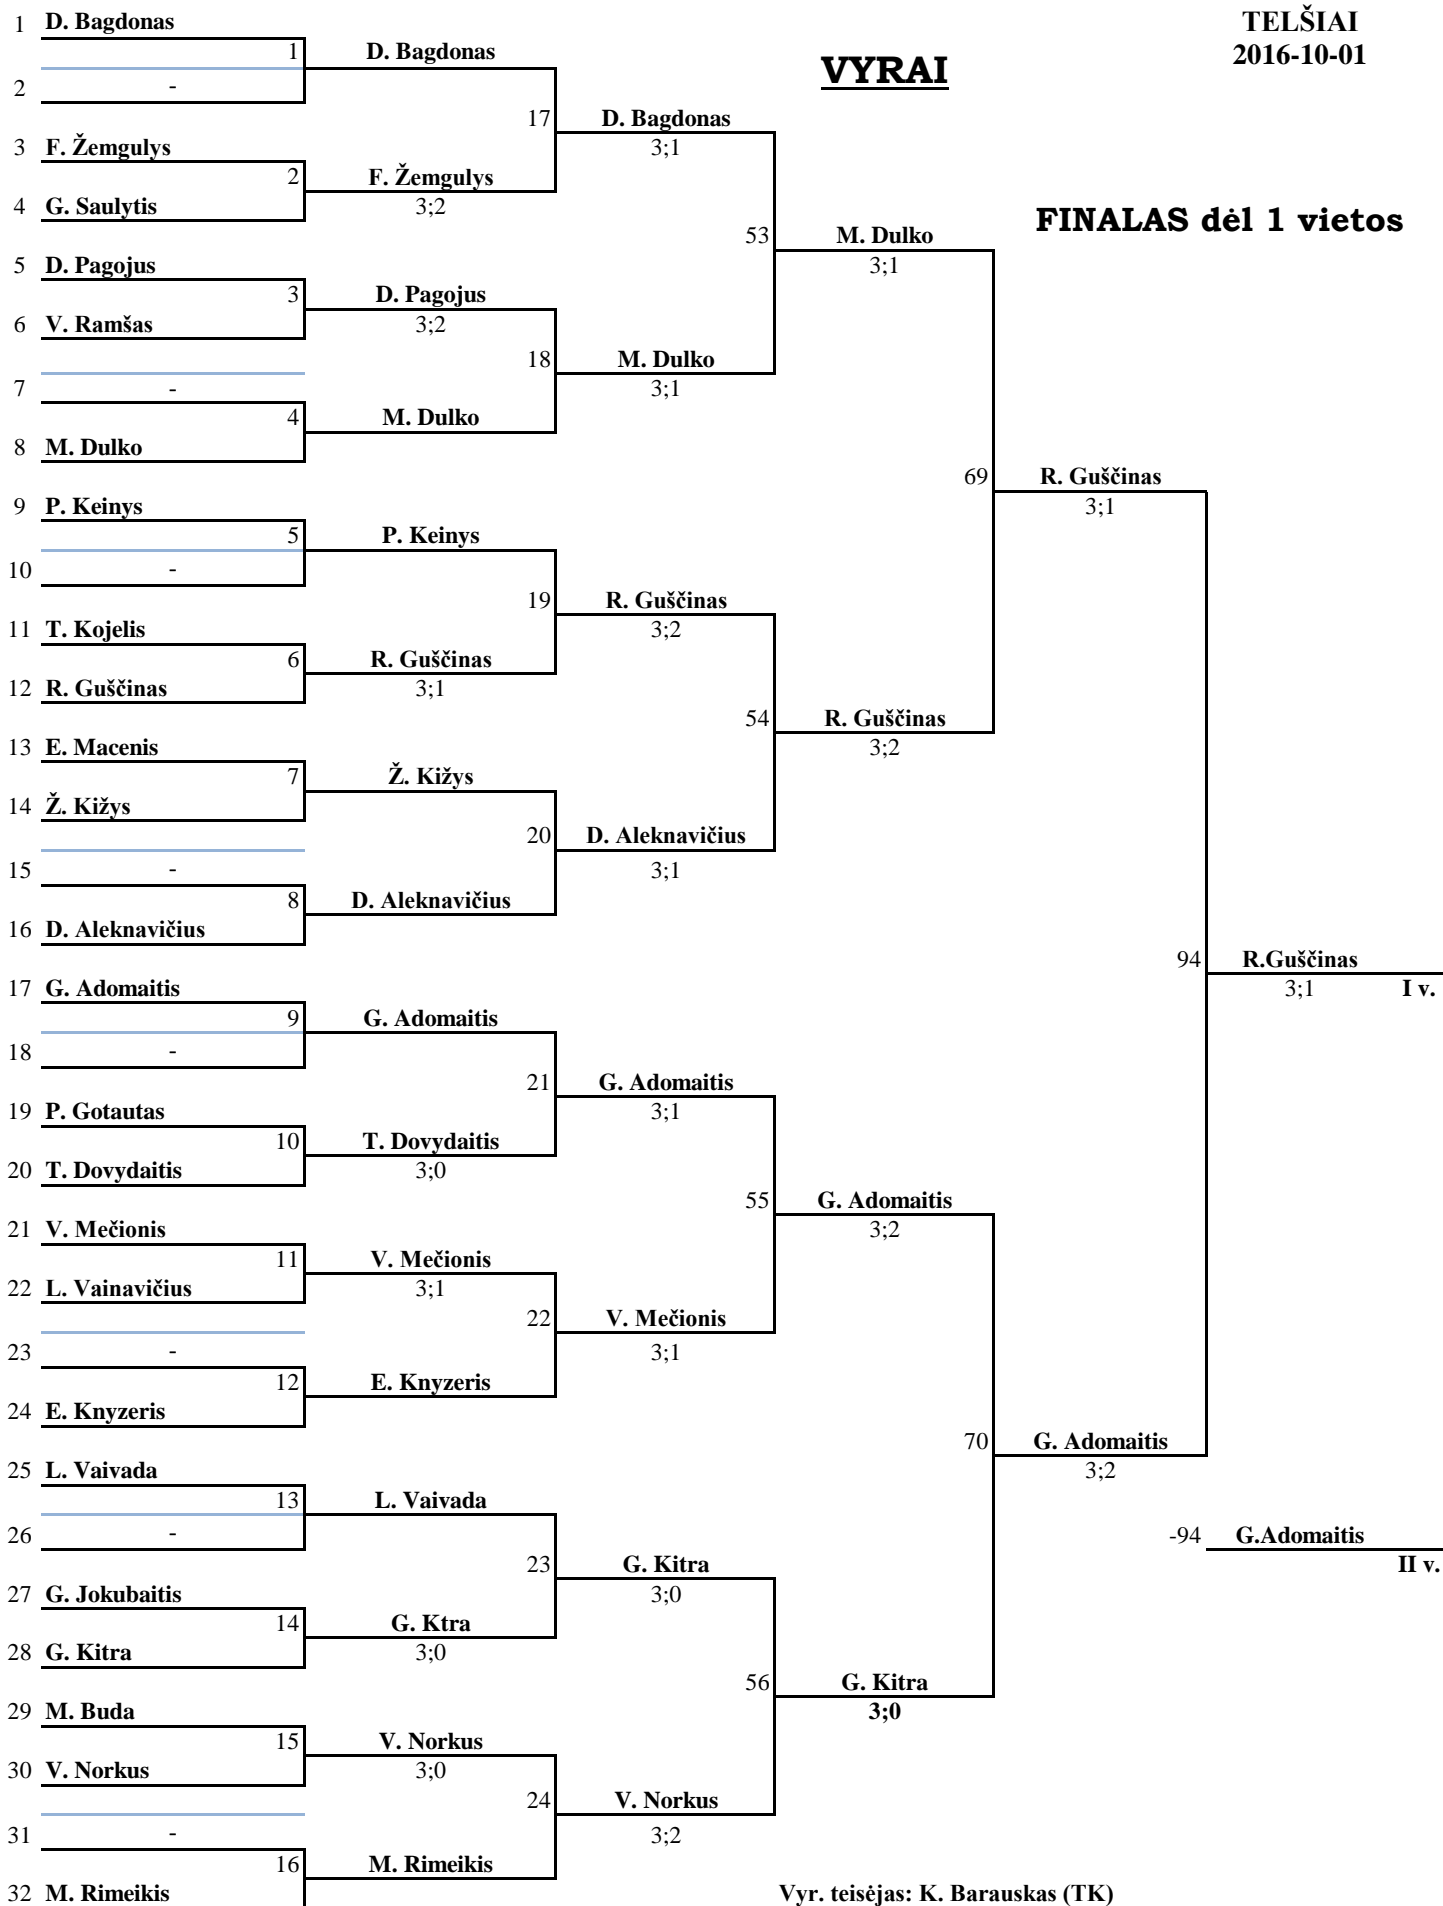 1 D. Bagdonas
TELŠIAI
1 D. Bagdonas
VYRAI
2016-10-01
2 -
17 D. Bagdonas
3;1
3 F. Žemgulys
2 F. Žemgulys
4 G. Saulytis
3;2
FINALAS dėl 1 vietos
53 M. Dulko
5 D. Pagojus
3;1
3 D. Pagojus
6 V. Ramšas
3;2
18 M. Dulko
7 -
3;1
4 M. Dulko
8 M. Dulko
69 R. Guščinas
9 P. Keinys
3;1
5 P. Keinys
10 -
19 R. Guščinas
11 T. Kojelis
3;2
6 R. Guščinas
12 R. Guščinas
3;1
54 R. Guščinas
13 E. Macenis
3;2
7 Ž. Kižys
14 Ž. Kižys
20 D. Aleknavičius
15 -
3;1
8 D. Aleknavičius
16 D. Aleknavičius
94 R.Guščinas
17 G. Adomaitis
3;1 I v.
9 G. Adomaitis
18 -
21 G. Adomaitis
19 P. Gotautas
3;1
10 T. Dovydaitis
20 T. Dovydaitis
3;0
55 G. Adomaitis
21 V. Mečionis
3;2
11 V. Mečionis
22 L. Vainavičius
3;1
22 V. Mečionis
23 -
3;1
12 E. Knyzeris
24 E. Knyzeris
70 G. Adomaitis
25 L. Vaivada
3;2
13 L. Vaivada
26 -
-94 G.Adomaitis
II v.
23 G. Kitra
27 G. Jokubaitis
3;0
14 G. Ktra
28 G. Kitra
3;0
56 G. Kitra
29 M. Buda
3;0
15 V. Norkus
30 V. Norkus
3;0
24 V. Norkus
31 -
3;2
16 M. Rimeikis
32 M. Rimeikis
Vyr. teisėjas: K. Barauskas (TK)